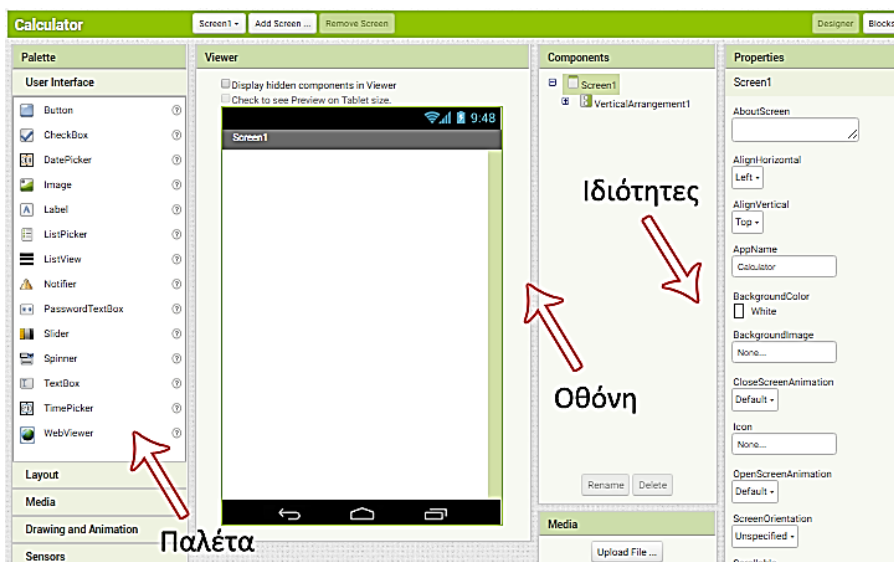 Calculator
Screen1
Add Screen ...
Remove Screen
Designer
Blocks
Palette
User Interface
Button
CheckBox
DatePicker
Image
Label
ListPicker
ListView
Notifier
PasswordTextBox
Slider
Spinner
TextBox
TimePicker
WebViewer
Layout
Media
Drawing and Animation
Sensors
Παλέτα
Viewer
Display hidden components in Viewer
Check to see Preview on Tablet size.
9:48
Screen1
Οθόνη
Components
Screen1
VerticalArrangement1
Ιδιότητες
Rename
Delete
Media
Upload File ...
Properties
Screen1
AboutScreen
AlignHorizontal
Left
AlignVertical
Top
AppName
Calculator
BackgroundColor
White
BackgroundImage
None...
CloseScreenAnimation
Default
Icon
None...
OpenScreenAnimation
Default
ScreenOrientation
Unspecified